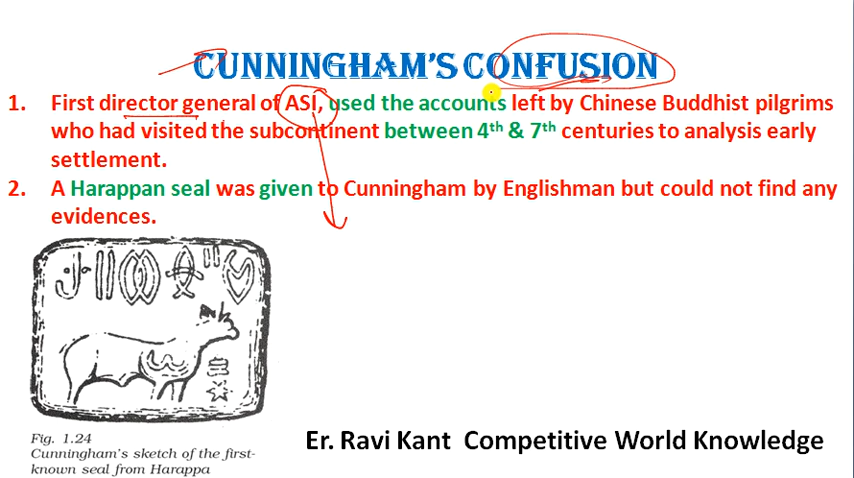 CUNNINGHAM'S CONFUSION
1. First director general of ASI, used the accounts left by Chinese Buddhist pilgrims
who had visited the subcontinent between 4th & 7th centuries to analysis early
settlement.
2. A Harappan seal was given to Cunningham by Englishman but could not find any
evidences.
Fig. 1.24
Cunningham's sketch of the first-
known seal from Harappa
Er. Ravi Kant Competitive World Knowledge